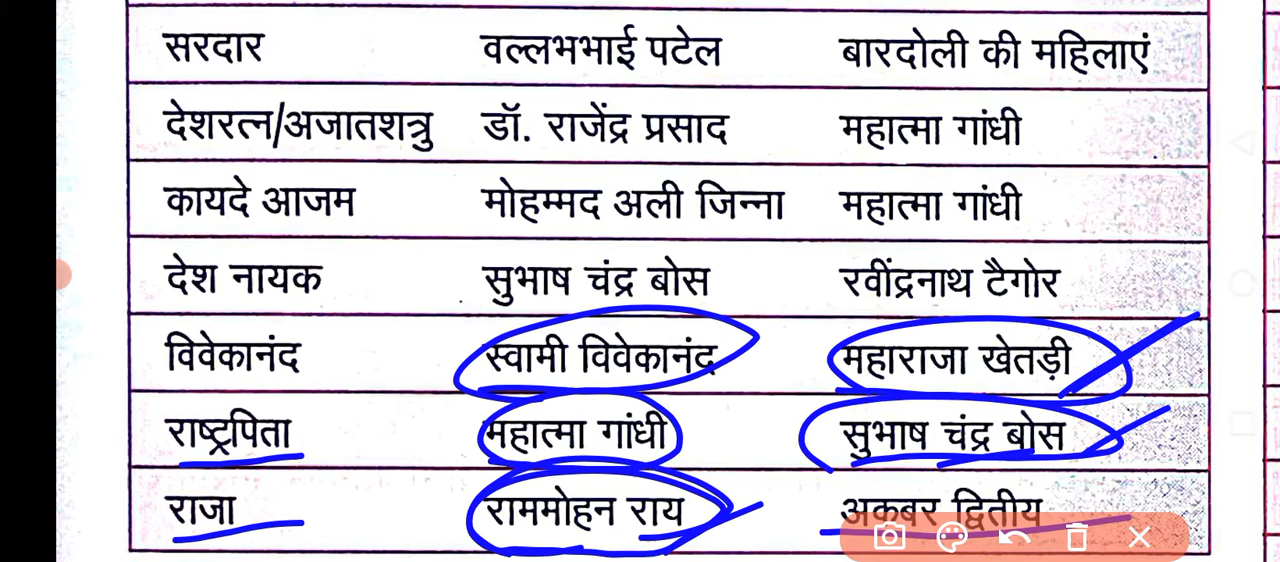 सरदार वल्लभभाई पटेल बारदोली की महिलाएं
देशरत्न/अजातशत्रु डॉ. राजेंद्र प्रसाद महात्मा गांधी
कायदे आजम मोहम्मद अली जिन्ना महात्मा गांधी
देश नायक सुभाष चंद्र बोस रवींद्रनाथ टैगोर
विवेकानंद स्वामी विवेकानंद महाराजा खेतड़ी
राष्ट्रपिता महात्मा गांधी सुभाष चंद्र बोस
राजा राममोहन राय अकबर द्वितीय